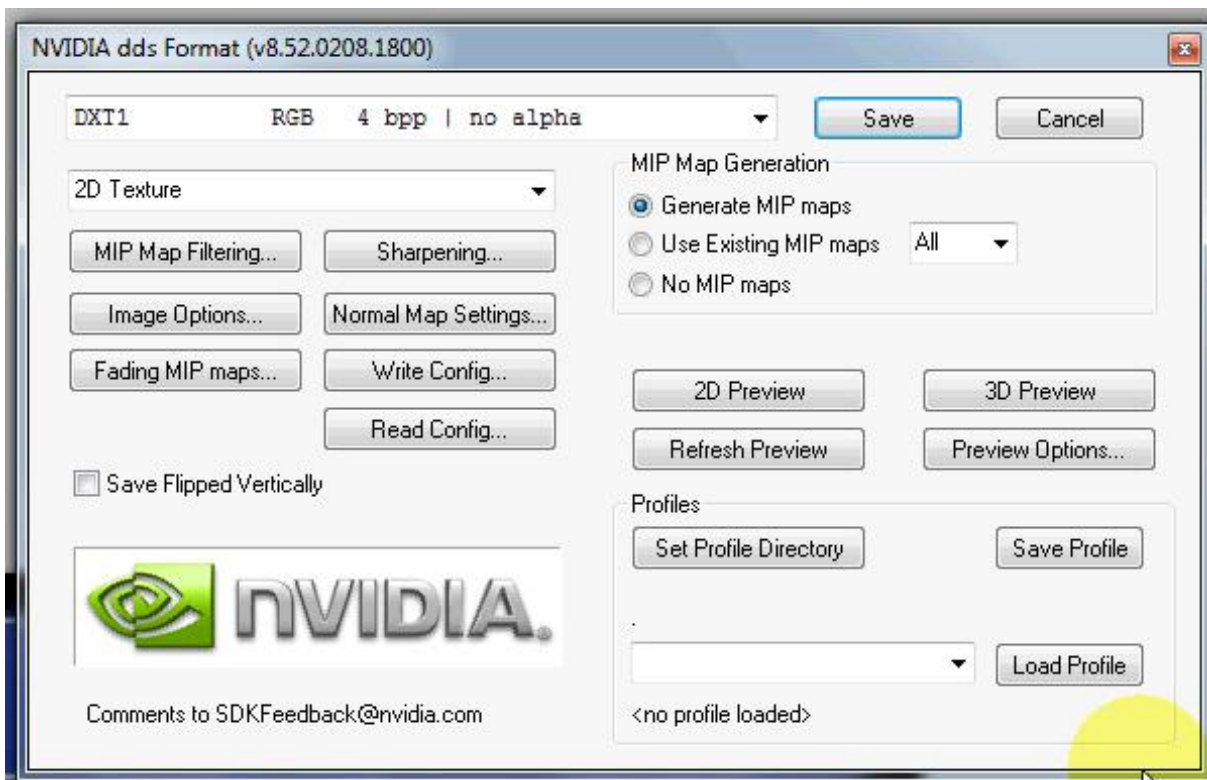 NVIDIA dds Format (v8.52.0208.1800)
DXT1 RGB 4 bpp | no alpha
Save
Cancel
2D Texture
MIP Map Filtering...
Sharpening...
Image Options...
Normal Map Settings...
Fading MIP maps...
Write Config...
Read Config...
Save Flipped Vertically
MIP Map Generation
Generate MIP maps
Use Existing MIP maps
All
No MIP maps
2D Preview
3D Preview
Refresh Preview
Preview Options...
Profiles
Set Profile Directory
Save Profile
.
Load Profile
<no profile loaded>
NVIDIA.
Comments to SDKFeedback@nvidia.com